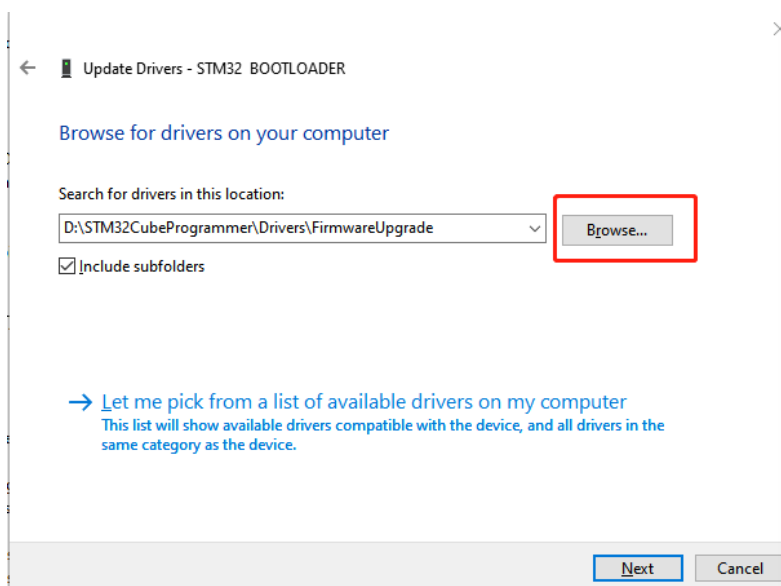 Update Drivers - STM32 BOOTLOADER
Browse for drivers on your computer
Search for drivers in this location:
D:\STM32CubeProgrammer\Drivers\FirmwareUpgrade
Browse...
Include subfolders
Let me pick from a list of available drivers on my computer
This list will show available drivers compatible with the device, and all drivers in the
same category as the device.
Next
Cancel